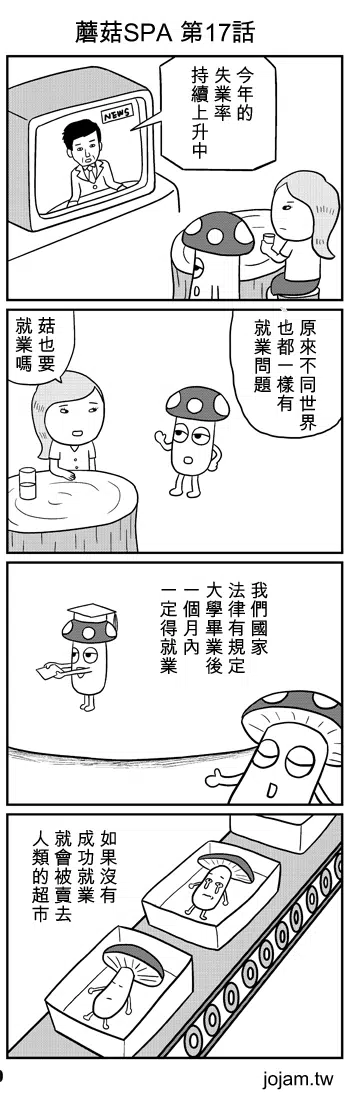 蘑菇SPA 第17話
NEWS
今年的
失業率
持續上升中
原來不同世界
也都一樣有
就業問題
菇也要
就業嗎
我們國家
法律有規定
大學畢業後
一個月內
一定得就業
如果沒有
成功就業
就會被賣去
人類的超市
jojam.tw